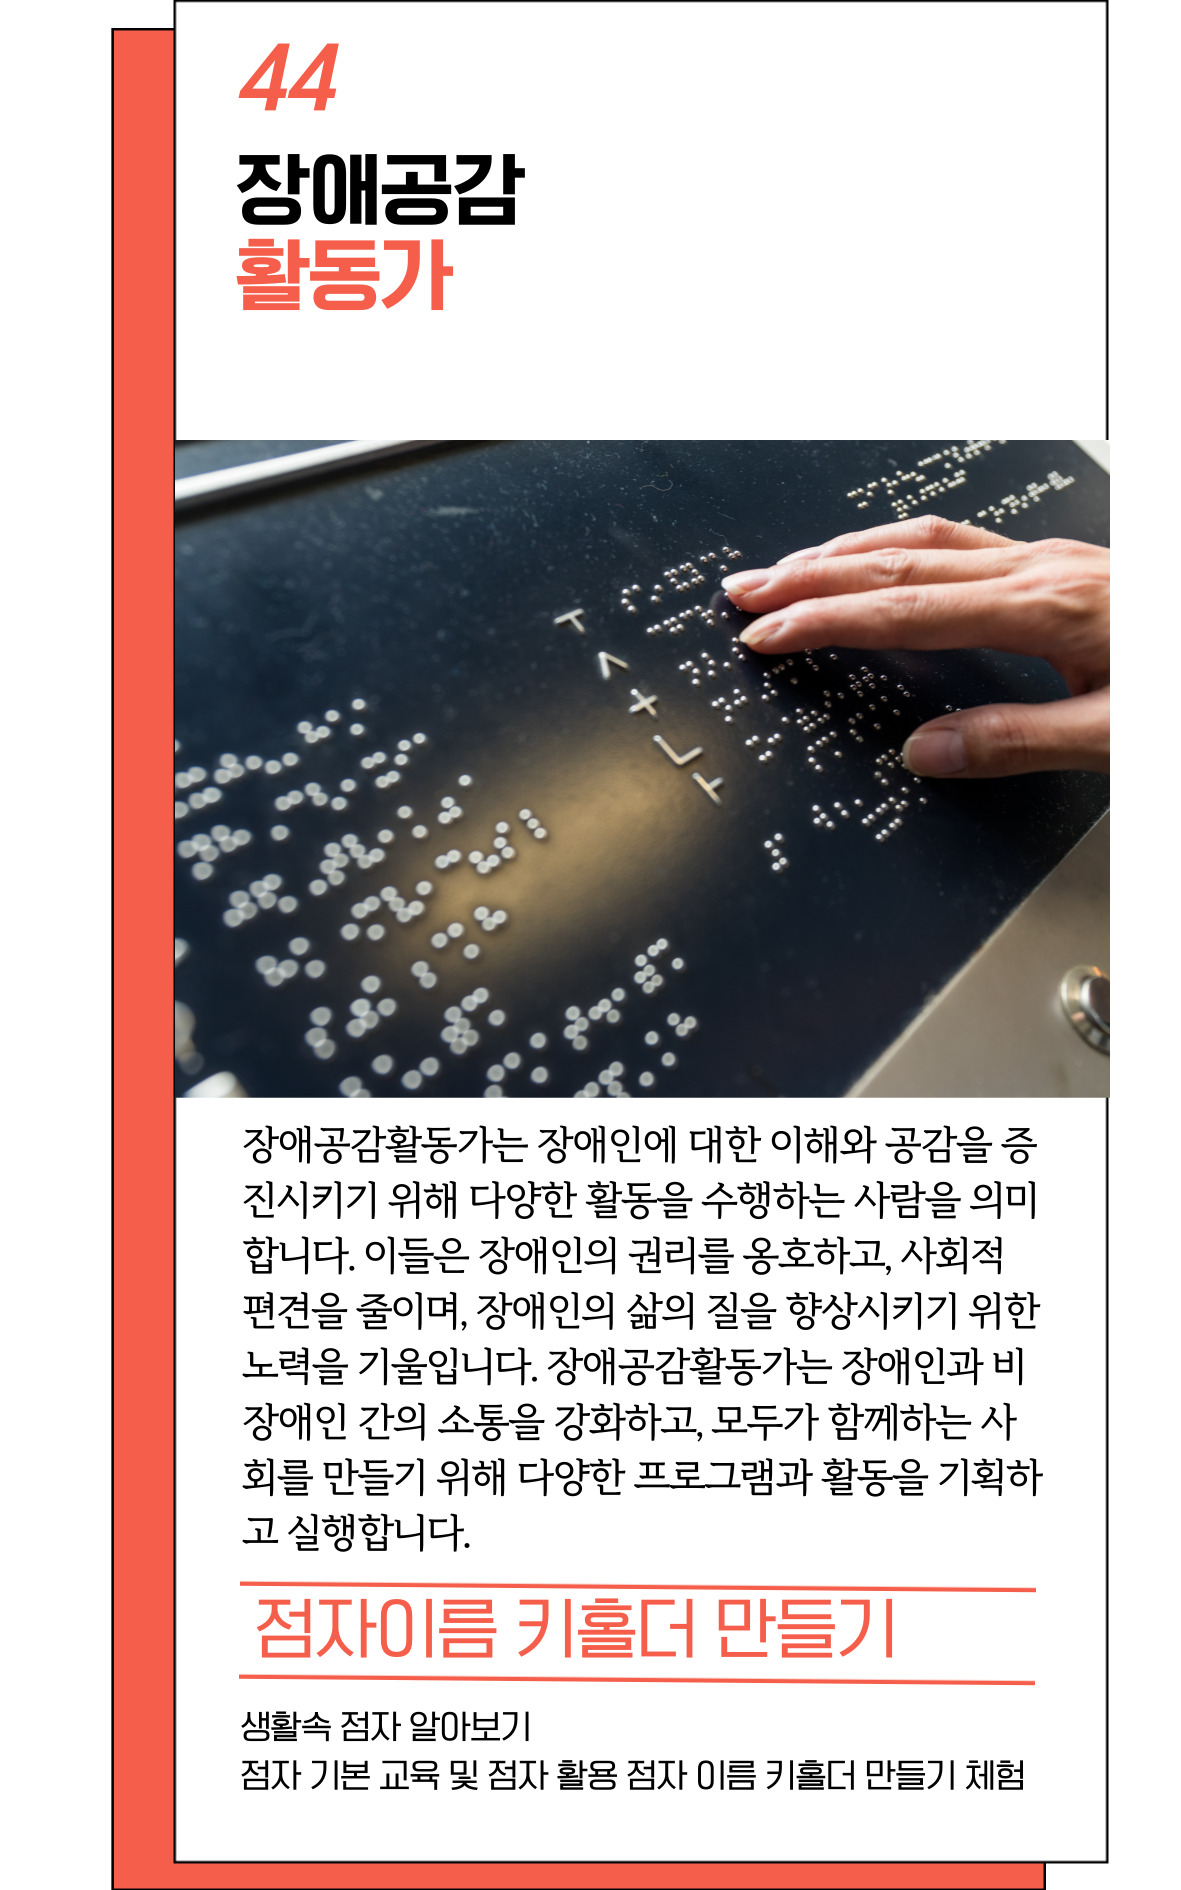 44
장애공감
활동가
장애공감활동가는 장애인에 대한 이해와 공감을 증
진시키기 위해 다양한 활동을 수행하는 사람을 의미
합니다. 이들은 장애인의 권리를 옹호하고, 사회적
편견을 줄이며, 장애인의 삶의 질을 향상시키기 위한
노력을 기울입니다. 장애공감활동가는 장애인과 비
장애인 간의 소통을 강화하고, 모두가 함께하는 사
회를 만들기 위해 다양한 프로그램과 활동을 기획하
고 실행합니다.
점자이름 키홀더 만들기
생활속 점자 알아보기
점자 기본 교육 및 점자 활용 점자 이름 키홀더 만들기 체험